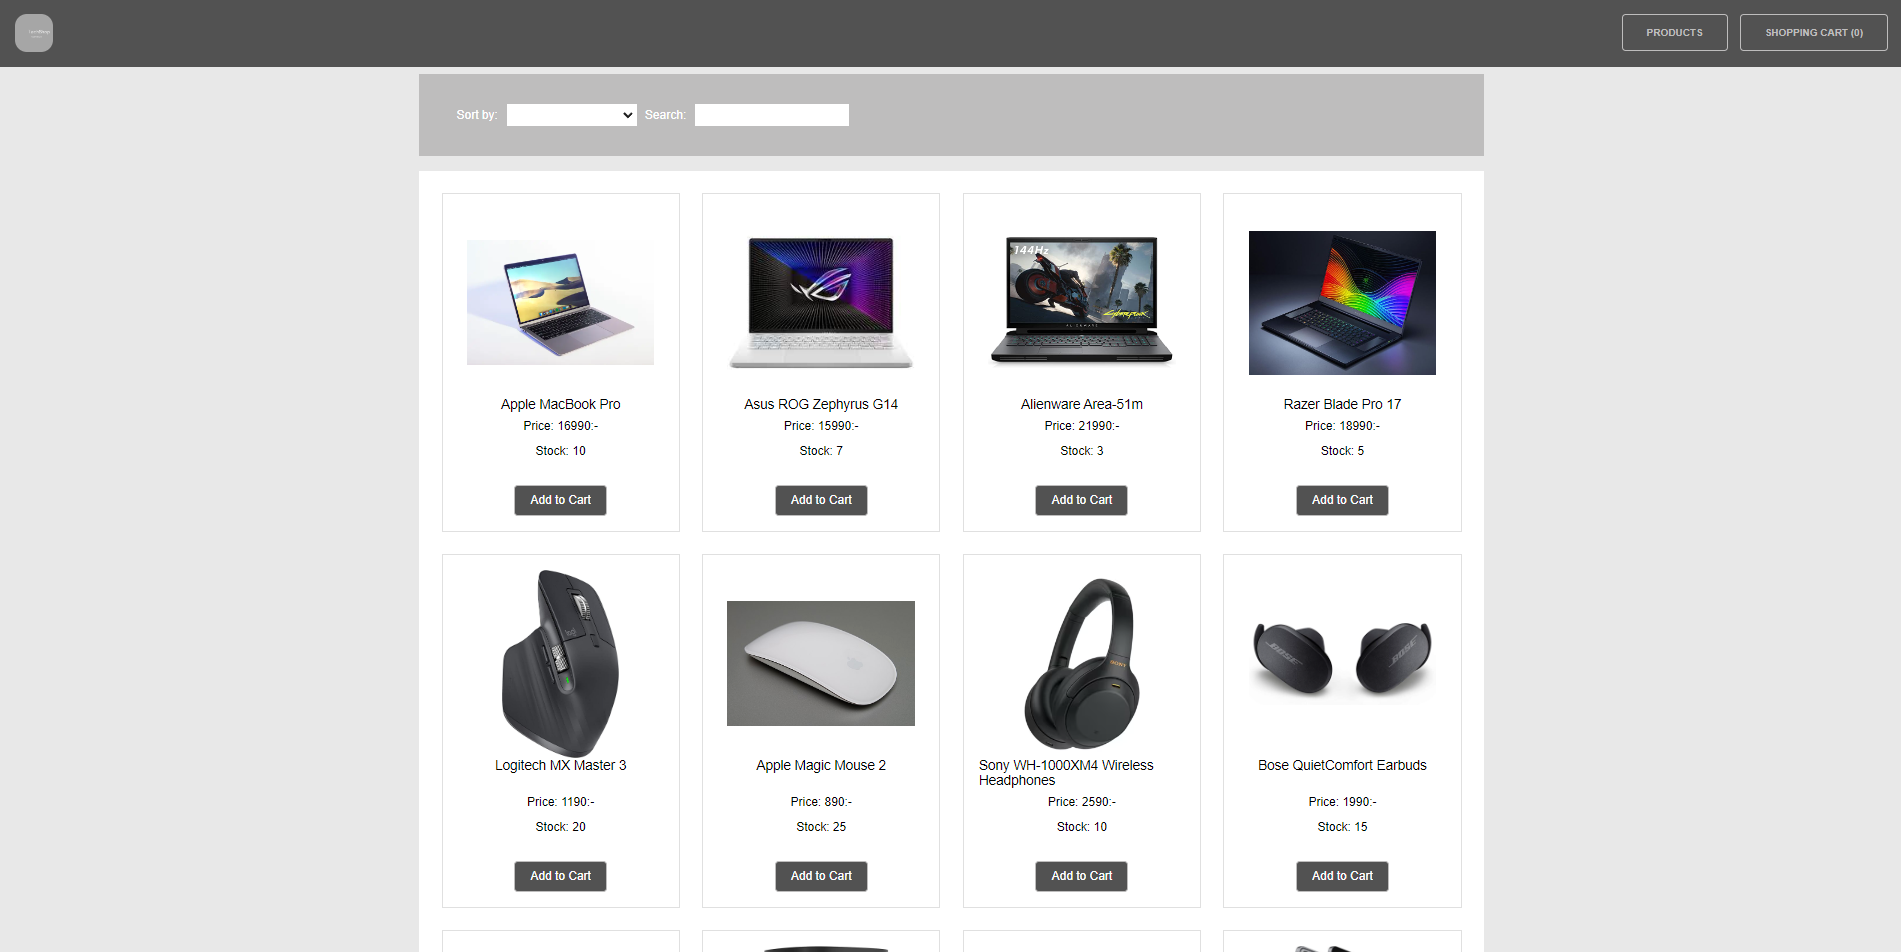 PRODUCTS
SHOPPING CART (0)
Sort by:
Search:
144Hz
Cyberpunk
ALIENWARE
Apple MacBook Pro
Price: 16990:-
Stock: 10
Add to Cart
Asus ROG Zephyrus G14
Price: 15990:-
Stock: 7
Add to Cart
Alienware Area-51m
Price: 21990:-
Stock: 3
Add to Cart
Razer Blade Pro 17
Price: 18990:-
Stock: 5
Add to Cart
logi
SONY
BOSE
BOSE
Logitech MX Master 3
Price: 1190:-
Stock: 20
Add to Cart
Apple Magic Mouse 2
Price: 890:-
Stock: 25
Add to Cart
Sony WH-1000XM4 Wireless
Headphones
Price: 2590:-
Stock: 10
Add to Cart
Bose QuietComfort Earbuds
Price: 1990:-
Stock: 15
Add to Cart